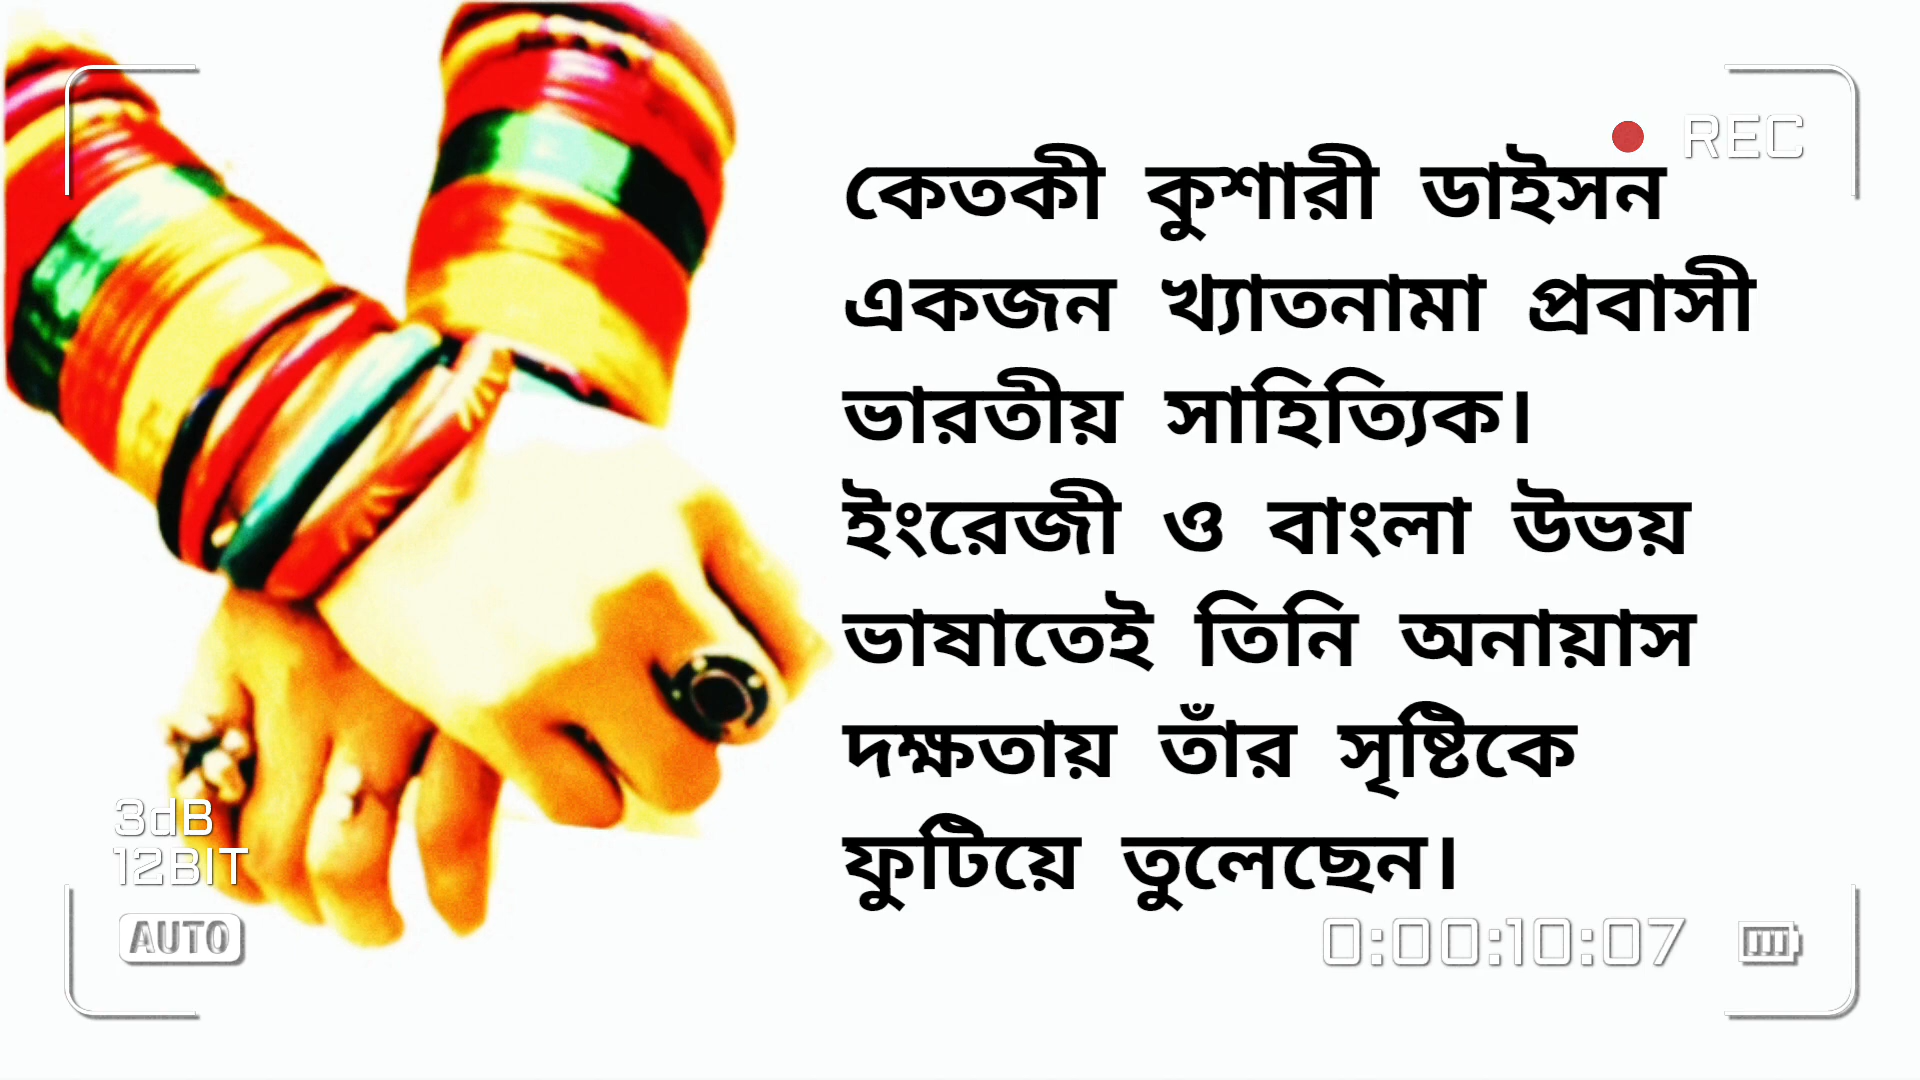 REC
কেতকী কুশারী ডাইসন
একজন খ্যাতনামা প্রবাসী
ভারতীয় সাহিত্যিক।
ইংরেজী ও বাংলা উভয়
ভাষাতেই তিনি অনায়াস
দক্ষতায় তাঁর সৃষ্টিকে
ফুটিয়ে তুলেছেন।
3dB
12BIT
AUTO
0:00:10:07